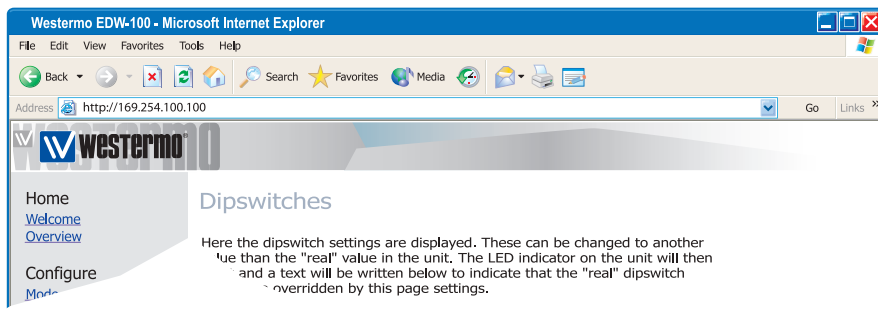 Westermo EDW-100 - Microsoft Internet Explorer
File Edit View Favorites Tools Help
Back Search Favorites Media
Address http://169.254.100.100 Go Links »
westermo
Home
Welcome
Overview
Configure
Dipswitches
Here the dipswitch settings are displayed. These can be changed to another
than the "real" value in the unit. The LED indicator on the unit will then
and a text will be written below to indicate that the "real" dipswitch
overridden by this page settings.